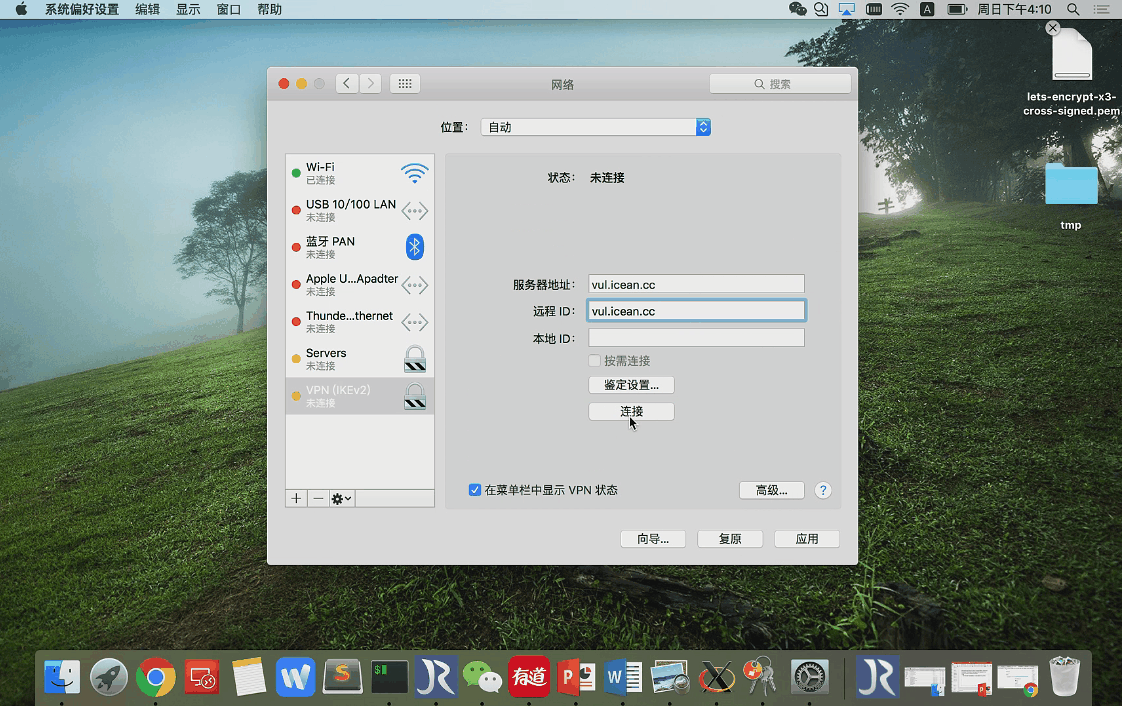 系统偏好设置 编辑 显示 窗口 帮助 A 周日下午4:10
网络
搜索
位置: 自动
Wi-Fi
已连接
USB 10/100 LAN
未连接
蓝牙 PAN
未连接
Apple U...Apadter
未连接
Thunde...thernet
未连接
Servers
未连接
VPN (IKEv2)
未连接
状态: 未连接
服务器地址: vul.icean.cc
远程 ID: vul.icean.cc
本地 ID:
按需连接
鉴定设置...
连接
在菜单栏中显示 VPN 状态
高级... ?
向导... 复原 应用
lets-encrypt-x3-
cross-signed.pem
tmp
W S $ JR 有道 P W X JR